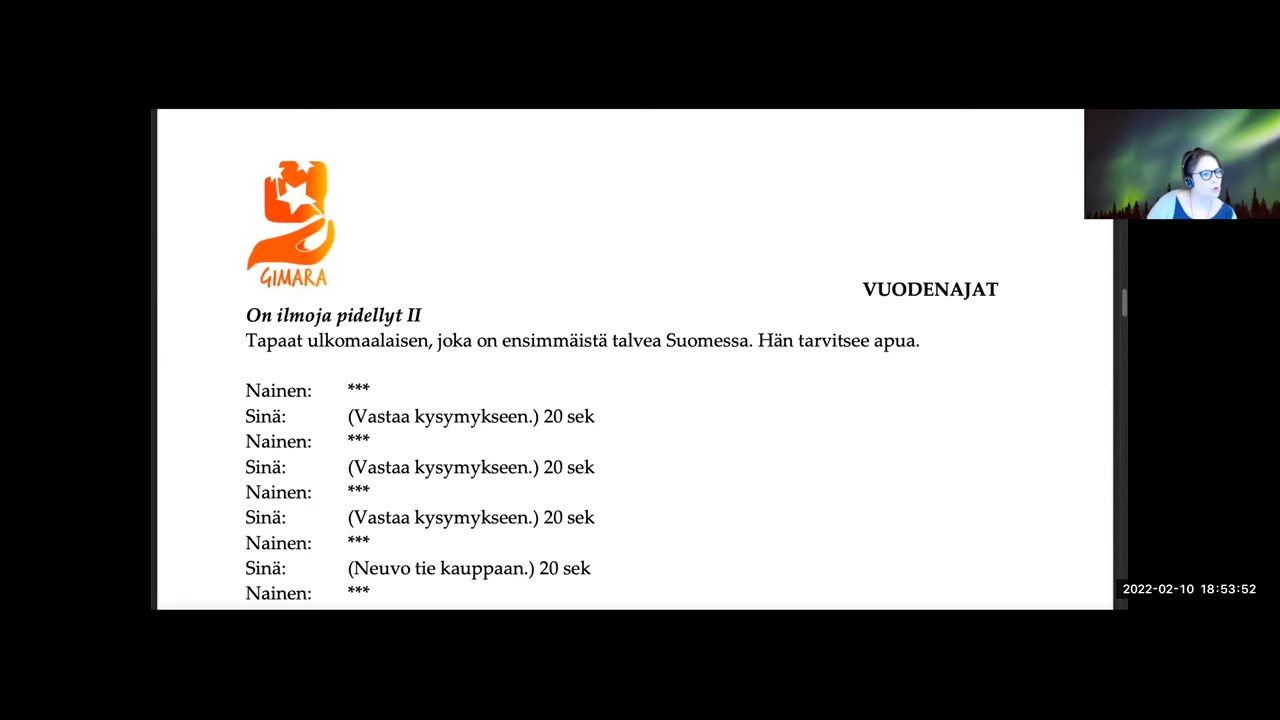 GIMARA
VUODENAJAT
On ilmoja pidellyt II
Tapaat ulkomaalaisen, joka on ensimmäistä talvea Suomessa. Hän tarvitsee apua.
Nainen: ***
Sinä: (Vastaa kysymykseen.) 20 sek
Nainen: ***
Sinä: (Vastaa kysymykseen.) 20 sek
Nainen: ***
Sinä: (Vastaa kysymykseen.) 20 sek
Nainen: ***
Sinä: (Neuvo tie kauppaan.) 20 sek
Nainen: ***
2022-02-10 18:53:52